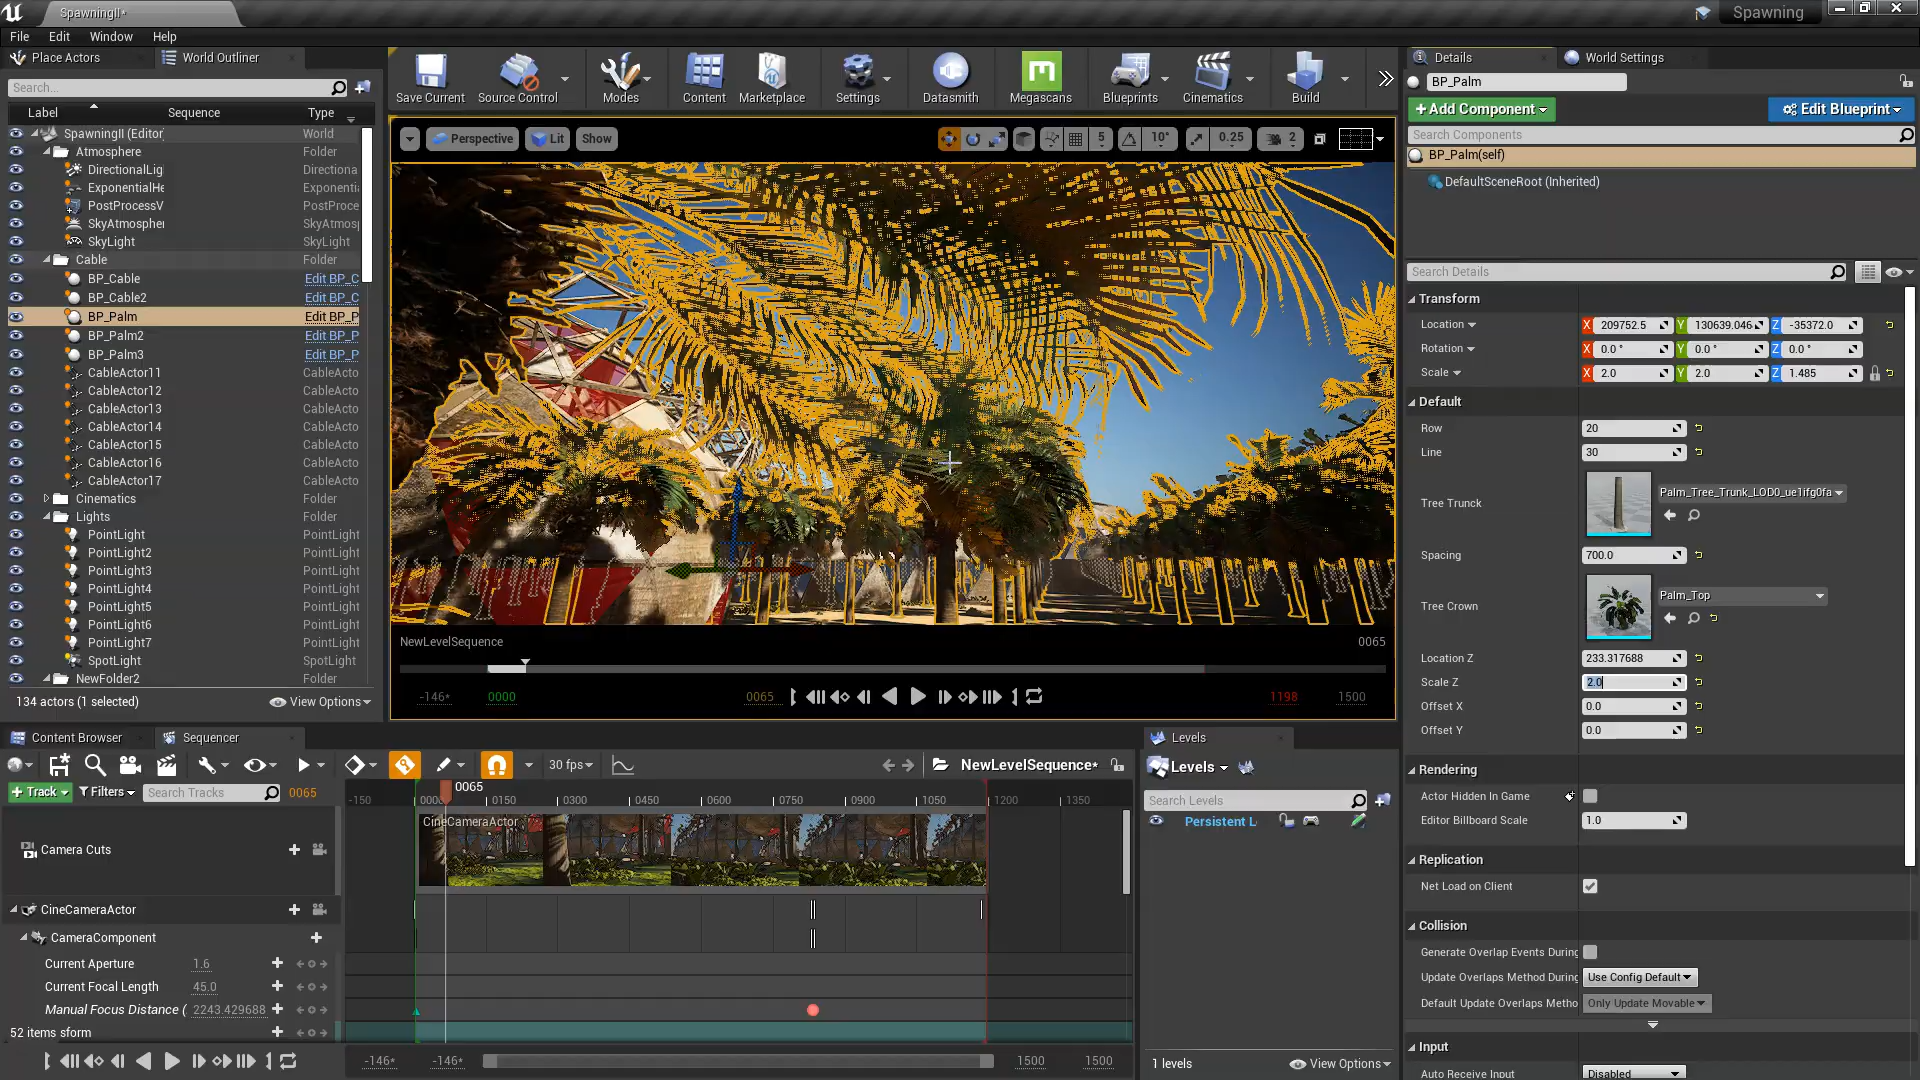 SpawningII*
Spawning
File Edit Window Help
Place Actors
World Outliner
Search...
Label Sequence Type
SpawningII (Editor) World
Atmosphere Folder
DirectionalLig Directiona
ExponentialHe Exponentia
PostProcessV PostProce
SkyAtmospher SkyAtmosp
SkyLight SkyLight
Cable Folder
BP_Cable Edit BP_C
BP_Cable2 Edit BP_C
BP_Palm Edit BP_P
BP_Palm2 Edit BP_P
BP_Palm3 Edit BP_P
CableActor11 CableActo
CableActor12 CableActo
CableActor13 CableActo
CableActor14 CableActo
CableActor15 CableActo
CableActor16 CableActo
CableActor17 CableActo
Cinematics Folder
Lights Folder
PointLight PointLight
PointLight2 PointLight
PointLight3 PointLight
PointLight4 PointLight
PointLight5 PointLight
PointLight6 PointLight
PointLight7 PointLight
SpotLight SpotLight
NewFolder2 Folder
134 actors (1 selected) View Options
Save Current Source Control Modes Content Marketplace Settings Datasmith Megascans Blueprints Cinematics Build
Perspective Lit Show 5 10° 0.25 2
NewLevelSequence 0065
-146* 0000 0065 1198 1500
Details World Settings
BP_Palm
+ Add Component Edit Blueprint
Search Components
BP_Palm(self)
DefaultSceneRoot (Inherited)
Search Details
Transform
Location X 209752.5 Y 130639.046 Z -35372.0
Rotation X 0.0 ° Y 0.0 ° Z 0.0 °
Scale X 2.0 Y 2.0 Z 1.485
Default
Row 20
Line 30
Tree Trunck Palm_Tree_Trunk_LOD0_ue1ifg0fa
Spacing 700.0
Tree Crown Palm_Top
Location Z 233.317688
Scale Z 2.0
Offset X 0.0
Offset Y 0.0
Rendering
Actor Hidden In Game
Editor Billboard Scale 1.0
Replication
Net Load on Client
Collision
Generate Overlap Events During
Update Overlaps Method During Use Config Default
Default Update Overlaps Metho Only Update Movable
Input
Auto Receive Input Disabled
Content Browser Sequencer
30 fps NewLevelSequence*
+ Track Filters Search Tracks 0065
0065
-150 0000 0150 0300 0450 0600 0750 0900 1050 1200 1350
CineCameraActor
Camera Cuts
CineCameraActor
CameraComponent
Current Aperture 1.6
Current Focal Length 45.0
Manual Focus Distance ( 2243.429688
52 items sform
-146* -146* 1500 1500
Levels
Levels
Search Levels
Persistent L
1 levels View Options